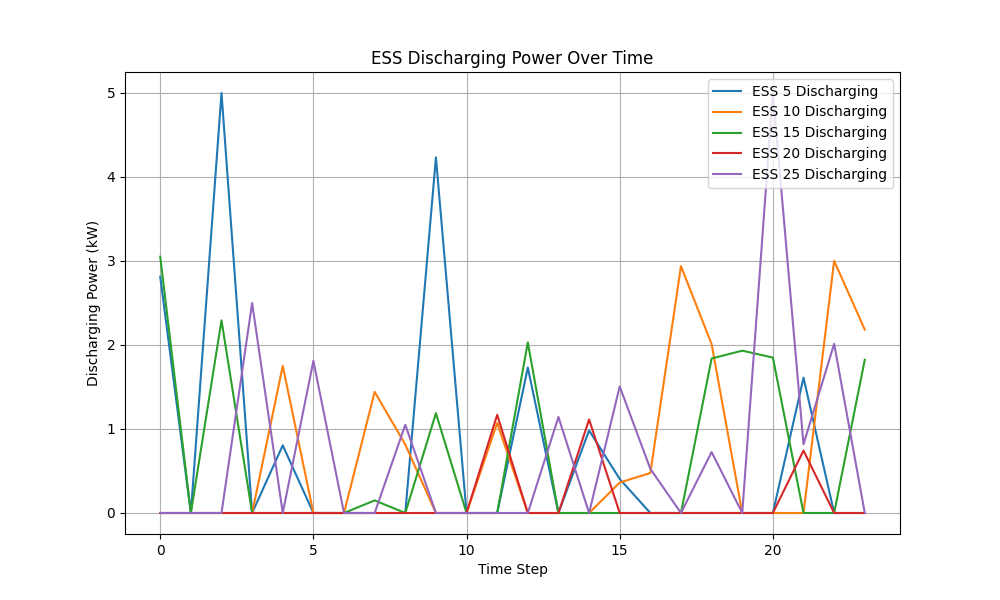 ESS Discharging Power Over Time
ESS 5 Discharging
ESS 10 Discharging
ESS 15 Discharging
ESS 20 Discharging
ESS 25 Discharging
Discharging Power (kW)
5
4
3
2
1
0
0
5
10
15
20
Time Step